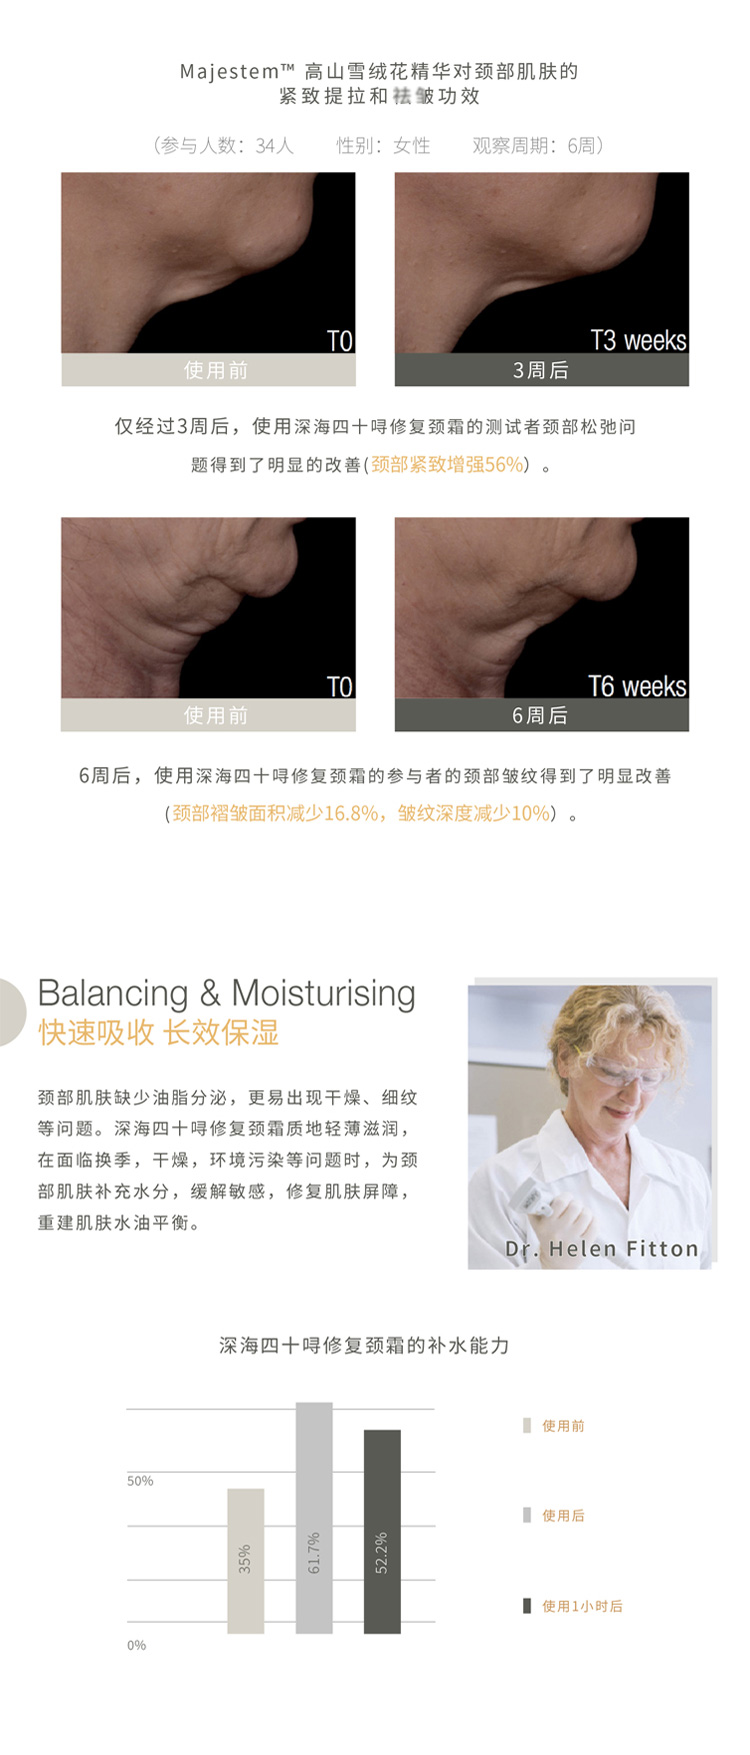 Majestem™ 高山雪绒花精华对颈部肌肤的
紧致提拉和祛皱功效
（参与人数：34人 性别：女性 观察周期：6周）
T0
T3 weeks
使用前
3周后
仅经过3周后，使用深海四十㖊修复颈霜的测试者颈部松弛问
题得到了明显的改善(颈部紧致增强56%）。
T0
T6 weeks
使用前
6周后
6周后，使用深海四十㖊修复颈霜的参与者的颈部皱纹得到了明显改善
(颈部褶皱面积减少16.8%，皱纹深度减少10%）。
Balancing & Moisturising
快速吸收 长效保湿
颈部肌肤缺少油脂分泌，更易出现干燥、细纹
等问题。深海四十㖊修复颈霜质地轻薄滋润，
在面临换季，干燥，环境污染等问题时，为颈
部肌肤补充水分，缓解敏感，修复肌肤屏障，
重建肌肤水油平衡。
Dr. Helen Fitton
深海四十㖊修复颈霜的补水能力
50%
0%
35%
61.7%
52.2%
使用前
使用后
使用1小时后